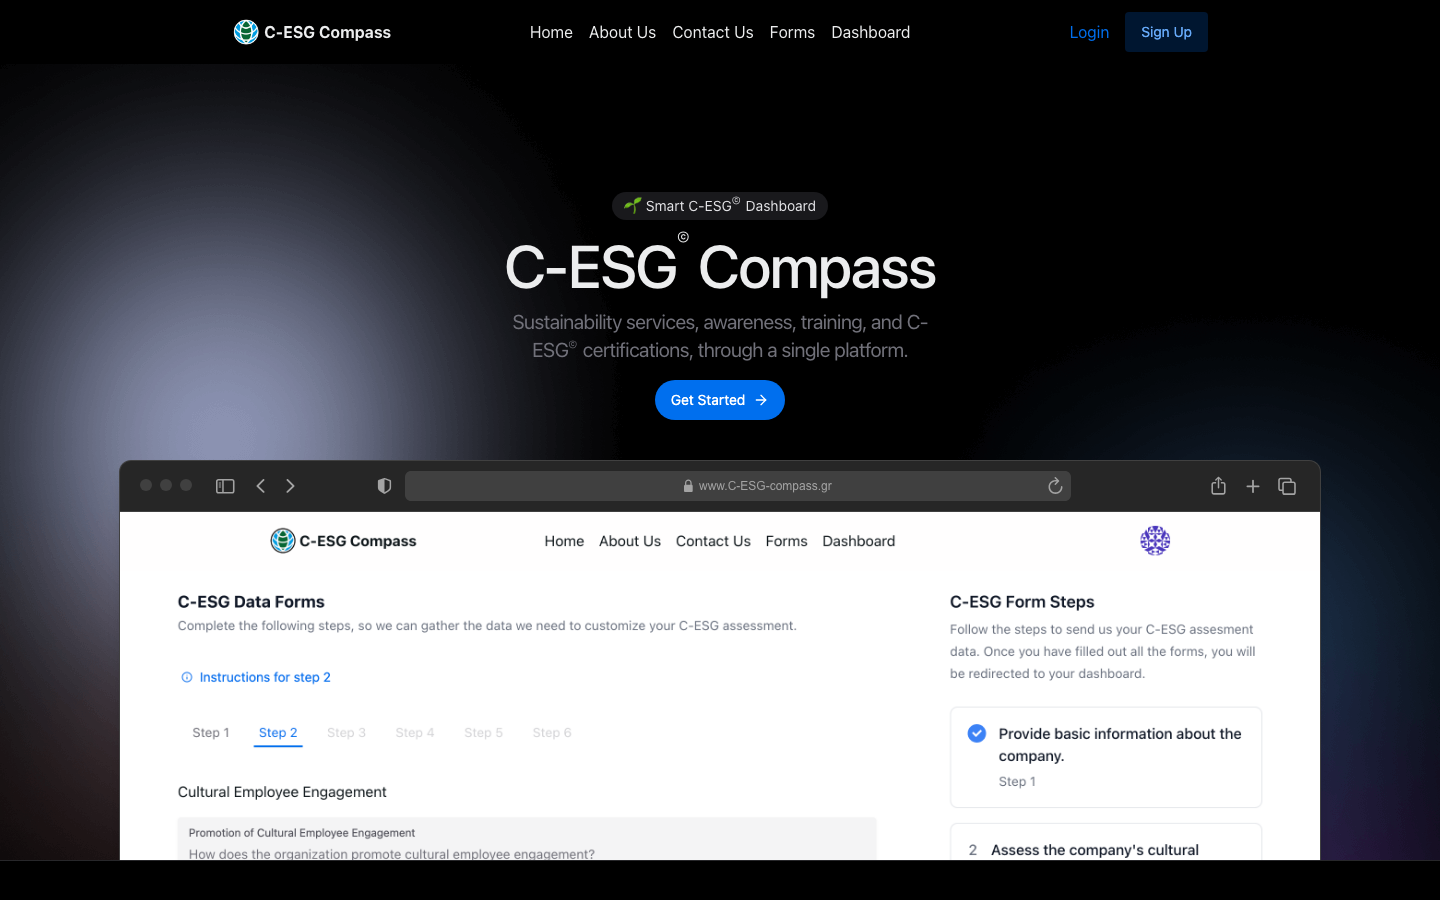 C-ESG Compass
Home About Us Contact Us Forms Dashboard
Login Sign Up
🌱 Smart C-ESG© Dashboard
C-ESG© Compass
Sustainability services, awareness, training, and C-
ESG© certifications, through a single platform.
Get Started →
www.C-ESG-compass.gr
C-ESG Compass
Home About Us Contact Us Forms Dashboard
C-ESG Data Forms
Complete the following steps, so we can gather the data we need to customize your C-ESG assessment.
Instructions for step 2
Step 1 Step 2 Step 3 Step 4 Step 5 Step 6
Cultural Employee Engagement
Promotion of Cultural Employee Engagement
How does the organization promote cultural employee engagement?
C-ESG Form Steps
Follow the steps to send us your C-ESG assesment
data. Once you have filled out all the forms, you will
be redirected to your dashboard.
Provide basic information about the
company.
Step 1
2 Assess the company's cultural